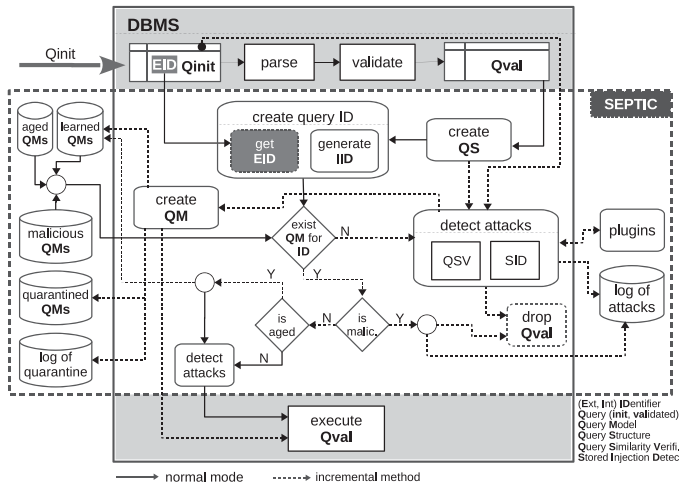 DBMS
Qinit
EID Qinit
parse
validate
Qval
SEPTIC
aged
QMs
learned
QMs
create query ID
get
EID
generate
IID
create
QS
create
QM
malicious
QMs
exist
QM for
ID
N
detect attacks
QSV
SID
plugins
log of
attacks
quarantined
QMs
Y
Y
is
aged
N
is
malic.
Y
drop
Qval
log of
quarantine
detect
attacks
N
execute
Qval
(Ext, Int) IDentifier
Query (init, validated)
Query Model
Query Structure
Query Similarity Verifi.
Stored Injection Detec
normal mode
incremental method